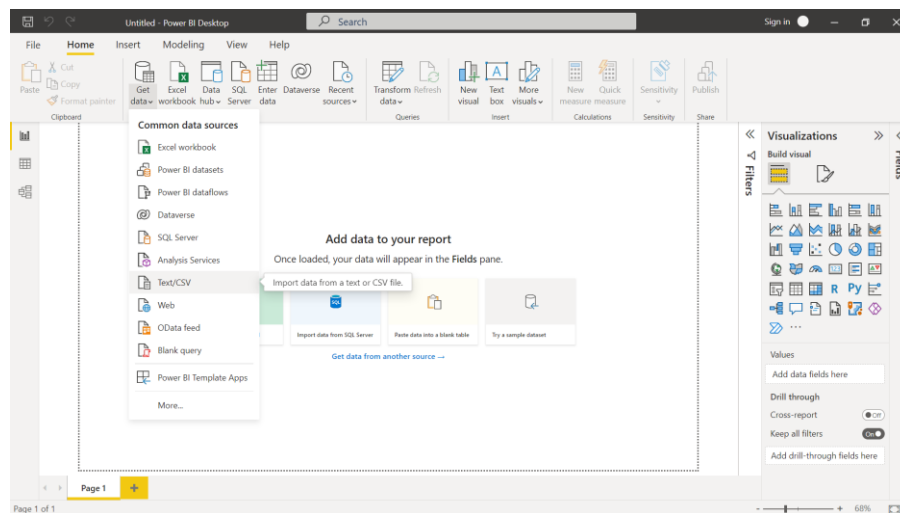 Untitled - Power BI Desktop
Search
Sign in
File Home Insert Modeling View Help
Paste
Cut
Copy
Format painter
Clipboard
Get data
Excel workbook
Data hub
SQL Server
Enter data
Dataverse
Recent sources
Transform data
Refresh
Queries
New visual
Text box
More visuals
Insert
New measure
Quick measure
Calculations
Sensitivity
Sensitivity
Publish
Share
Common data sources
Excel workbook
Power BI datasets
Power BI dataflows
Dataverse
SQL Server
Analysis Services
Text/CSV
Web
OData feed
Blank query
Power BI Template Apps
More...
Import data from a text or CSV file.
Add data to your report
Once loaded, your data will appear in the Fields pane.
SQL
Import data from SQL Server
Paste data into a blank table
Try a sample dataset
Get data from another source →
Filters
Visualizations
Build visual
123
R Py
Values
Add data fields here
Drill through
Cross-report
Off
Keep all filters
On
Add drill-through fields here
Fields
Page 1
Page 1 of 1
68%